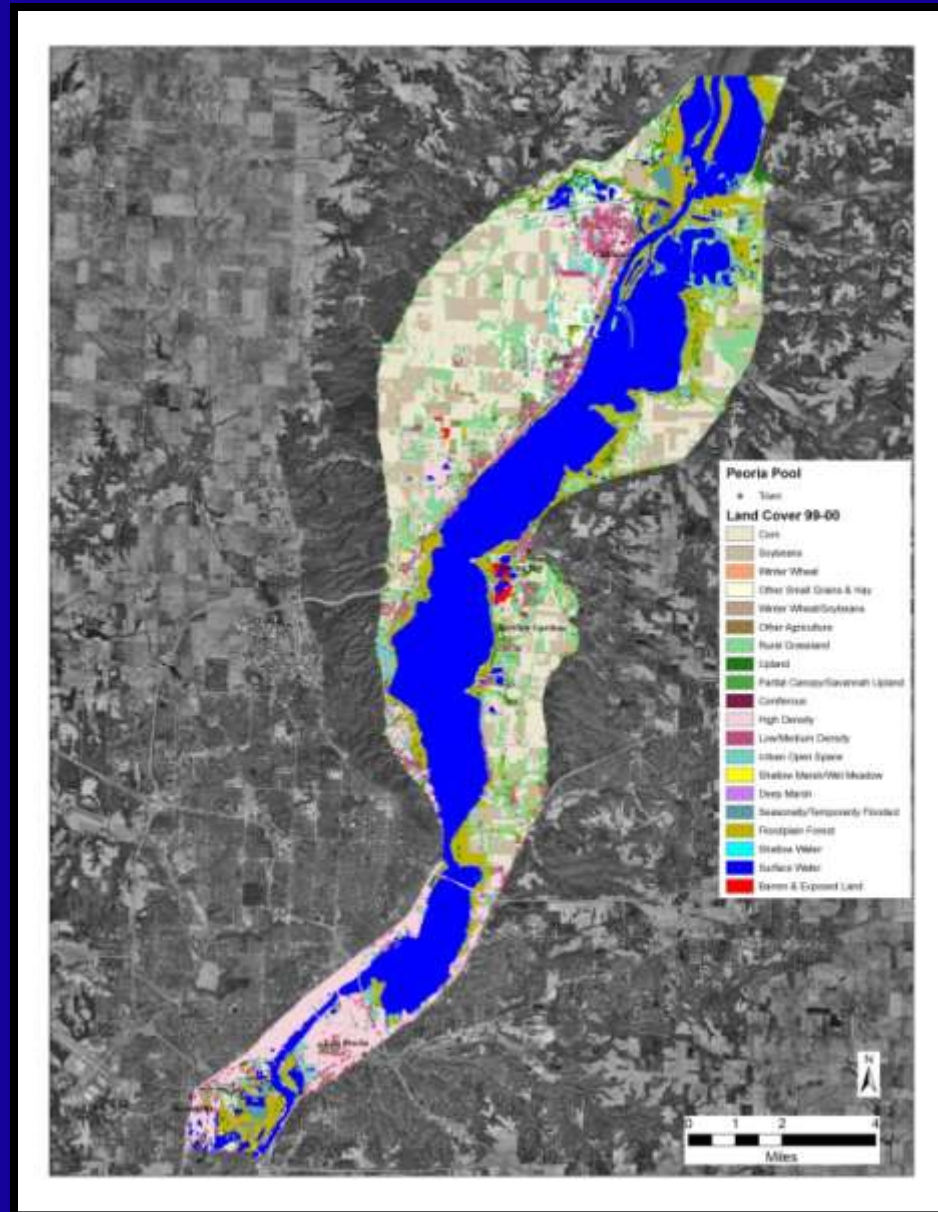 Peoria Pool
Town
Land Cover 99-00
Corn
Soybeans
Winter Wheat
Other Small Grains & Hay
Winter Wheat/Soybeans
Other Agriculture
Rural Grassland
Upland
Partial Canopy/Savannah Upland
Coniferous
High Density
Low/Medium Density
Urban Open Space
Shallow Marsh/Wet Meadow
Deep Marsh
Seasonally/Temporarily Flooded
Floodplain Forest
Shallow Water
Surface Water
Barren & Exposed Land
East Peoria
N
0 1 2 4
Miles